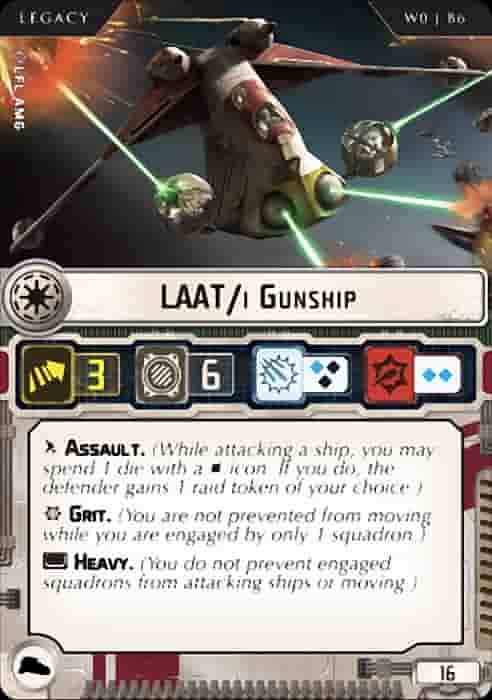 LEGACY
W0 | B6
©LFL AMG
LAAT/i Gunship
3
6
Assault. (While attacking a ship, you may
spend 1 die with a icon. If you do, the
defender gains 1 raid token of your choice.)
Grit. (You are not prevented from moving
while you are engaged by only 1 squadron.)
Heavy. (You do not prevent engaged
squadrons from attacking ships or moving.)
16